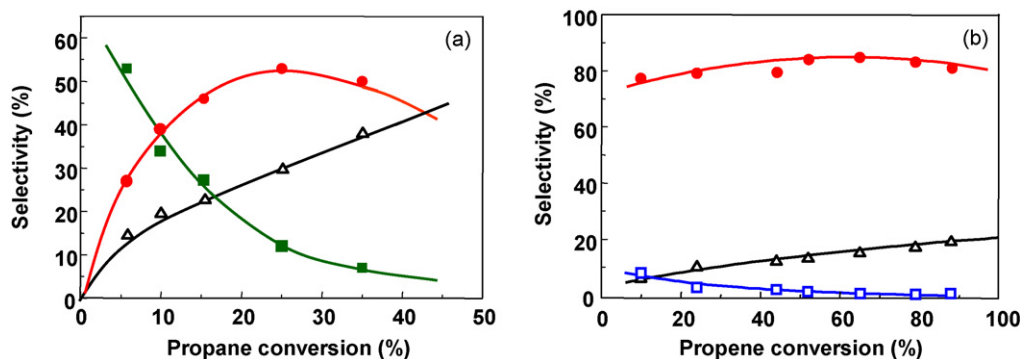 (a)
Selectivity (%)
60
50
40
30
20
10
0
0 10 20 30 40 50
Propane conversion (%)
(b)
Selectivity (%)
100
80
60
40
20
0
0 20 40 60 80 100
Propene conversion (%)